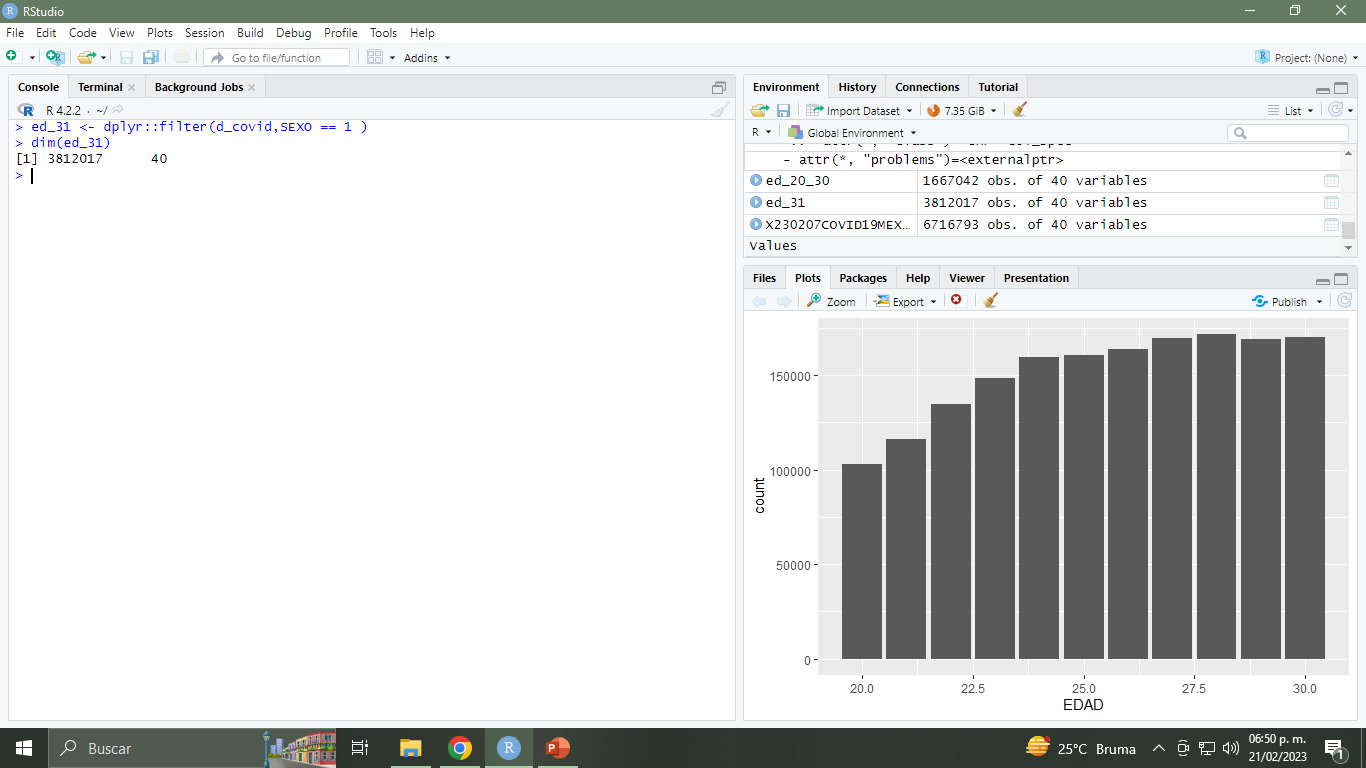 RStudio
File Edit Code View Plots Session Build Debug Profile Tools Help
Go to file/function Addins Project: (None)
Console Terminal Background Jobs
R 4.2.2 · ~/
> ed_31 <- dplyr::filter(d_covid,SEXO == 1 )
> dim(ed_31)
[1] 3812017 40
>
Environment History Connections Tutorial
Import Dataset 7.35 GiB List
R Global Environment
- attr(*, "problems")=<externalptr>
ed_20_30 1667042 obs. of 40 variables
ed_31 3812017 obs. of 40 variables
X230207COVID19MEX… 6716793 obs. of 40 variables
Values
Files Plots Packages Help Viewer Presentation
Zoom Export Publish
150000
100000
50000
0
count
20.0 22.5 25.0 27.5 30.0
EDAD
Buscar
25°C Bruma
06:50 p. m.
21/02/2023
1